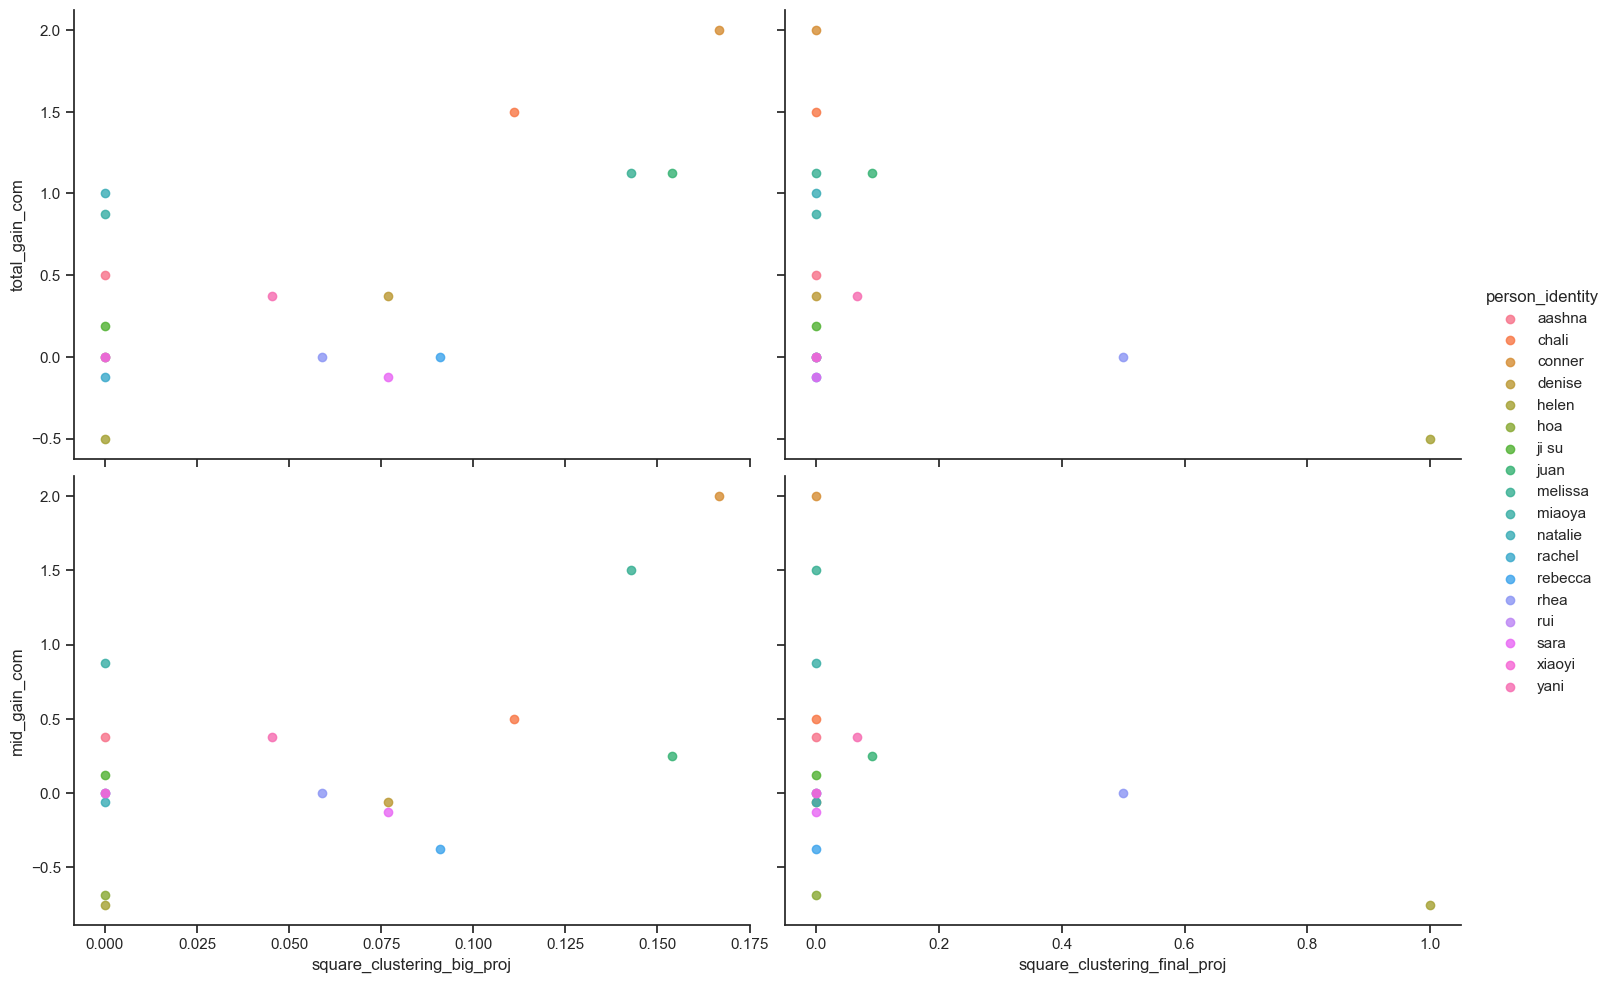 2.0
1.5
1.0
0.5
0.0
−0.5
total_gain_com
2.0
1.5
1.0
0.5
0.0
−0.5
mid_gain_com
0.000 0.025 0.050 0.075 0.100 0.125 0.150 0.175
square_clustering_big_proj
0.0 0.2 0.4 0.6 0.8 1.0
square_clustering_final_proj
person_identity
aashna
chali
conner
denise
helen
hoa
ji su
juan
melissa
miaoya
natalie
rachel
rebecca
rhea
rui
sara
xiaoyi
yani